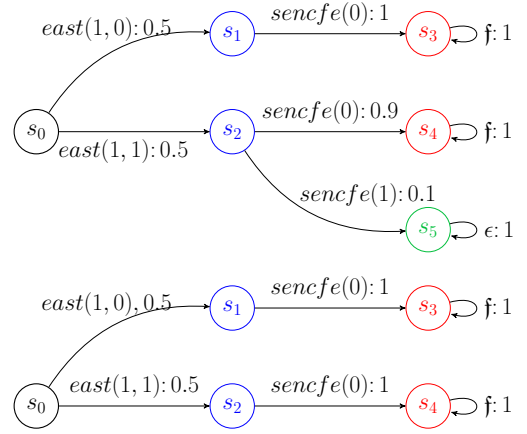 east(1, 0): 0.5
sencfe(0): 1
s₁
s₃
𝔣: 1
s₀
sencfe(0): 0.9
s₂
s₄
𝔣: 1
east(1, 1): 0.5
sencfe(1): 0.1
s₅
ϵ: 1
east(1, 0), 0.5
sencfe(0): 1
s₁
s₃
𝔣: 1
east(1, 1): 0.5
sencfe(0): 1
s₀
s₂
s₄
𝔣: 1